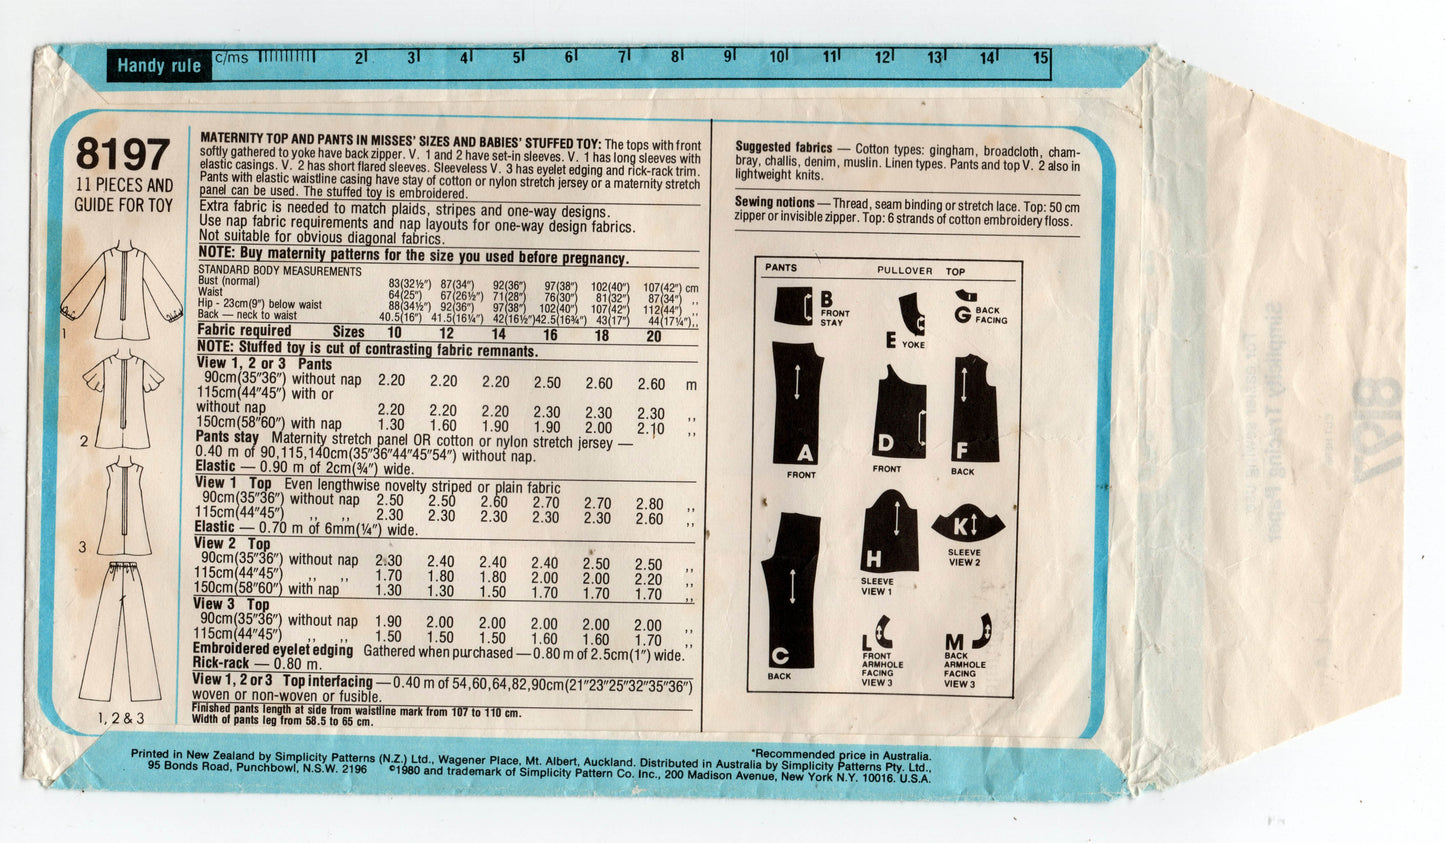 Handy rule
c/ms 2 3 4 5 6 7 8 9 10 11 12 13 14 15
8197
11 PIECES AND
GUIDE FOR TOY
1
2
3
1, 2 & 3
MATERNITY TOP AND PANTS IN MISSES' SIZES AND BABIES' STUFFED TOY: The tops with front
softly gathered to yoke have back zipper. V. 1 and 2 have set-in sleeves. V. 1 has long sleeves with
elastic casings. V. 2 has short flared sleeves. Sleeveless V. 3 has eyelet edging and rick-rack trim.
Pants with elastic waistline casing have stay of cotton or nylon stretch jersey or a maternity stretch
panel can be used. The stuffed toy is embroidered.
Extra fabric is needed to match plaids, stripes and one-way designs.
Use nap fabric requirements and nap layouts for one-way design fabrics.
Not suitable for obvious diagonal fabrics.
NOTE: Buy maternity patterns for the size you used before pregnancy.
STANDARD BODY MEASUREMENTS
Bust (normal) 83(32½") 87(34") 92(36") 97(38") 102(40") 107(42") cm
Waist 64(25") 67(26½") 71(28") 76(30") 81(32") 87(34") ,,
Hip - 23cm(9") below waist 88(34½") 92(36") 97(38") 102(40") 107(42") 112(44") ,,
Back — neck to waist 40.5(16") 41.5(16¼") 42(16½") 42.5(16¾") 43(17") 44(17¼") ,,
Fabric required Sizes 10 12 14 16 18 20
NOTE: Stuffed toy is cut of contrasting fabric remnants.
View 1, 2 or 3 Pants
90cm(35"36") without nap 2.20 2.20 2.20 2.50 2.60 2.60 m
115cm(44"45") with or
without nap 2.20 2.20 2.20 2.30 2.30 2.30 ,,
150cm(58"60") with nap 1.30 1.60 1.90 1.90 2.00 2.10 ,,
Pants stay Maternity stretch panel OR cotton or nylon stretch jersey —
0.40 m of 90,115,140cm(35"36"44"45"54") without nap.
Elastic — 0.90 m of 2cm(¾") wide.
View 1 Top Even lengthwise novelty striped or plain fabric
90cm(35"36") without nap 2.50 2.50 2.60 2.70 2.70 2.80 ,,
115cm(44"45") ,, ,, 2.30 2.30 2.30 2.30 2.30 2.60 ,,
Elastic — 0.70 m of 6mm(¼") wide.
View 2 Top
90cm(35"36") without nap 2.30 2.40 2.40 2.40 2.50 2.50 ,,
115cm(44"45") ,, ,, 1.70 1.80 1.80 2.00 2.00 2.20 ,,
150cm(58"60") with nap 1.30 1.30 1.50 1.70 1.70 1.70 ,,
View 3 Top
90cm(35"36") without nap 1.90 2.00 2.00 2.00 2.00 2.00 ,,
115cm(44"45") ,, ,, 1.50 1.50 1.50 1.60 1.60 1.70 ,,
Embroidered eyelet edging Gathered when purchased — 0.80 m of 2.5cm(1") wide.
Rick-rack — 0.80 m.
View 1, 2 or 3 Top interfacing — 0.40 m of 54,60,64,82,90cm(21"23"25"32"35"36")
woven or non-woven or fusible.
Finished pants length at side from waistline mark from 107 to 110 cm.
Width of pants leg from 58.5 to 65 cm.
Suggested fabrics — Cotton types: gingham, broadcloth, cham-
bray, challis, denim, muslin. Linen types. Pants and top V. 2 also in
lightweight knits.
Sewing notions — Thread, seam binding or stretch lace. Top: 50 cm
zipper or invisible zipper. Top: 6 strands of cotton embroidery floss.
PANTS PULLOVER TOP
B
FRONT
STAY
E YOKE
G BACK
FACING
A
FRONT
D
FRONT
F
BACK
C
BACK
H
SLEEVE
VIEW 1
K
SLEEVE
VIEW 2
L
FRONT
ARMHOLE
FACING
VIEW 3
M
BACK
ARMHOLE
FACING
VIEW 3
Printed in New Zealand by Simplicity Patterns (N.Z.) Ltd., Wagener Place, Mt. Albert, Auckland. Distributed in Australia by Simplicity Patterns Pty. Ltd.,
*Recommended price in Australia.
95 Bonds Road, Punchbowl, N.S.W. 2196 ©1980 and trademark of Simplicity Pattern Co. Inc., 200 Madison Avenue, New York N.Y. 10016. U.S.A.
8197